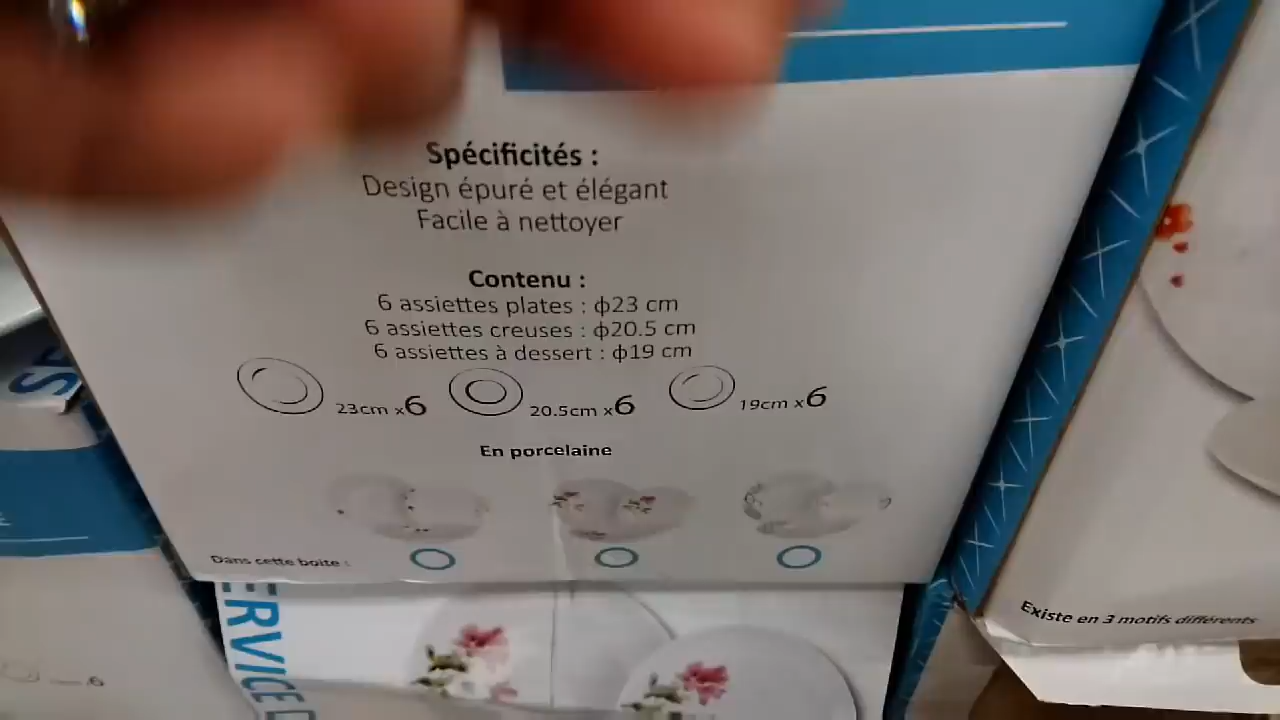 Spécificités :
Design épuré et élégant
Facile à nettoyer
Contenu :
6 assiettes plates : ϕ23 cm
6 assiettes creuses : ϕ20.5 cm
6 assiettes à dessert : ϕ19 cm
23cm x6
20.5cm x6
19cm x6
En porcelaine
Dans cette boite :
Existe en 3 motifs différents